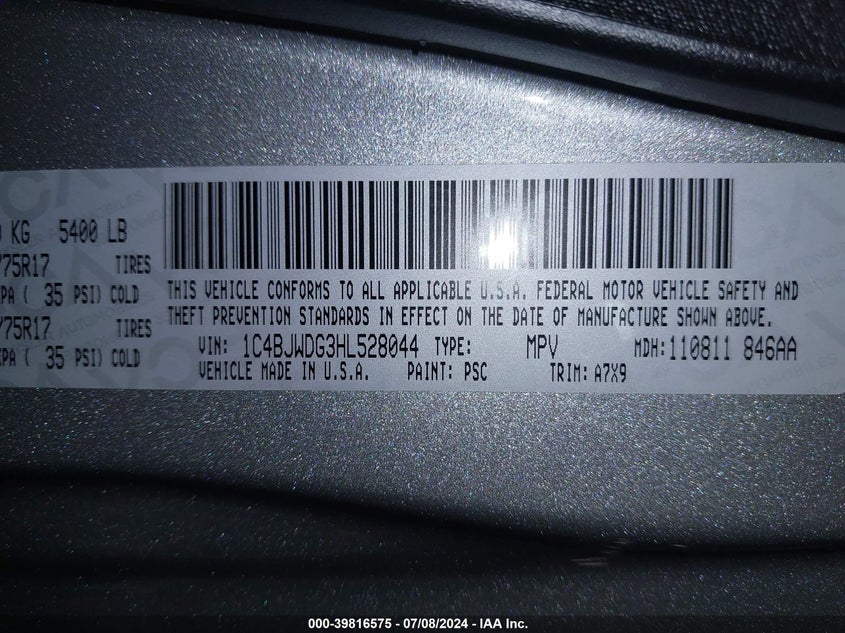 KG 5400 LB
75R17 TIRES
PA ( 35 PSI) COLD
75R17 TIRES
PA ( 35 PSI) COLD
THIS VEHICLE CONFORMS TO ALL APPLICABLE U.S.A. FEDERAL MOTOR VEHICLE SAFETY AND
THEFT PREVENTION STANDARDS IN EFFECT ON THE DATE OF MANUFACTURE SHOWN ABOVE.
VIN: 1C4BJWDG3HL528044 TYPE: MPV MDH: 110811 846AA
VEHICLE MADE IN U.S.A. PAINT: PSC TRIM: A7X9
000-39816575 - 07/08/2024 - IAA Inc.